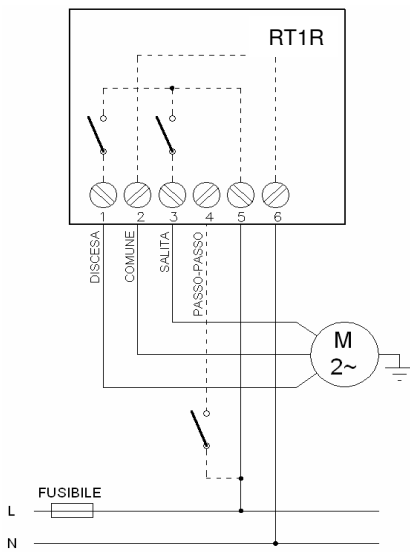 RT1R
1 2 3 4 5 6
DISCESA
COMUNE
SALITA
PASSO-PASSO
M
2~
FUSIBILE
L
N